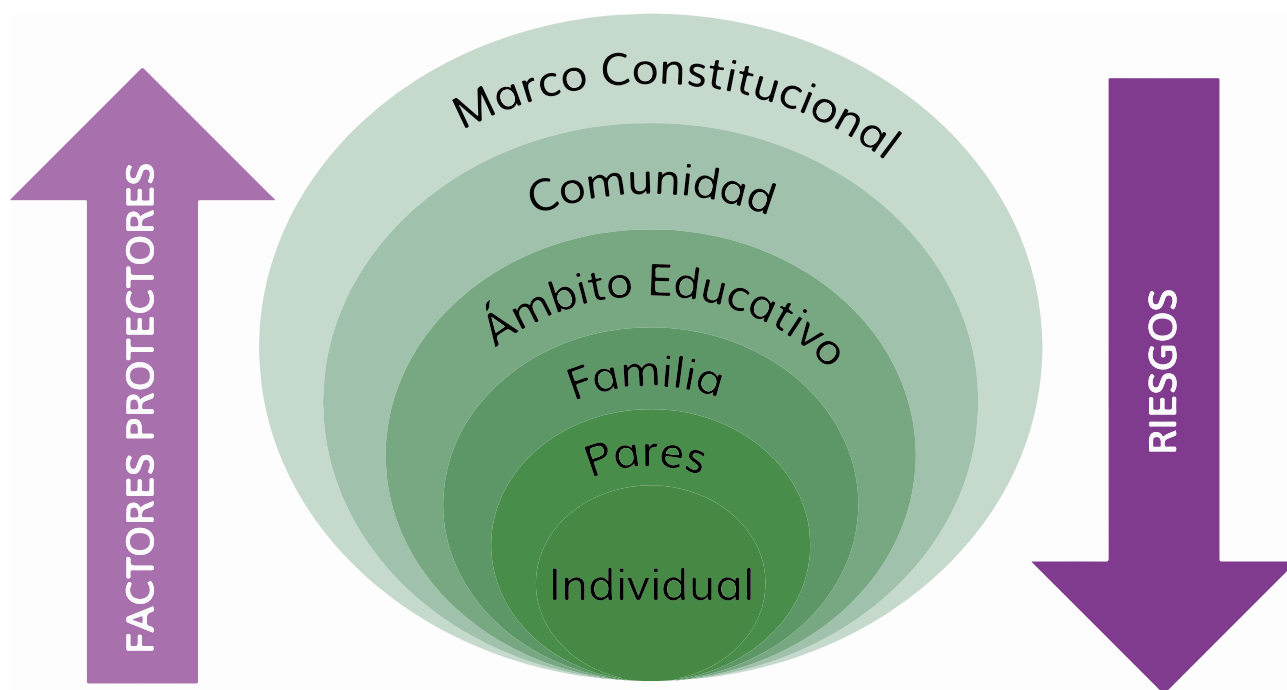 FACTORES PROTECTORES
Marco Constitucional
Comunidad
Ámbito Educativo
Familia
Pares
Individual
RIESGOS